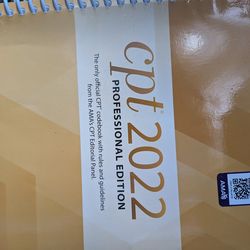 cpt® 2022
PROFESSIONAL EDITION
The only official CPT® codebook with rules and guidelines
from the AMA's CPT Editorial Panel.
AMA